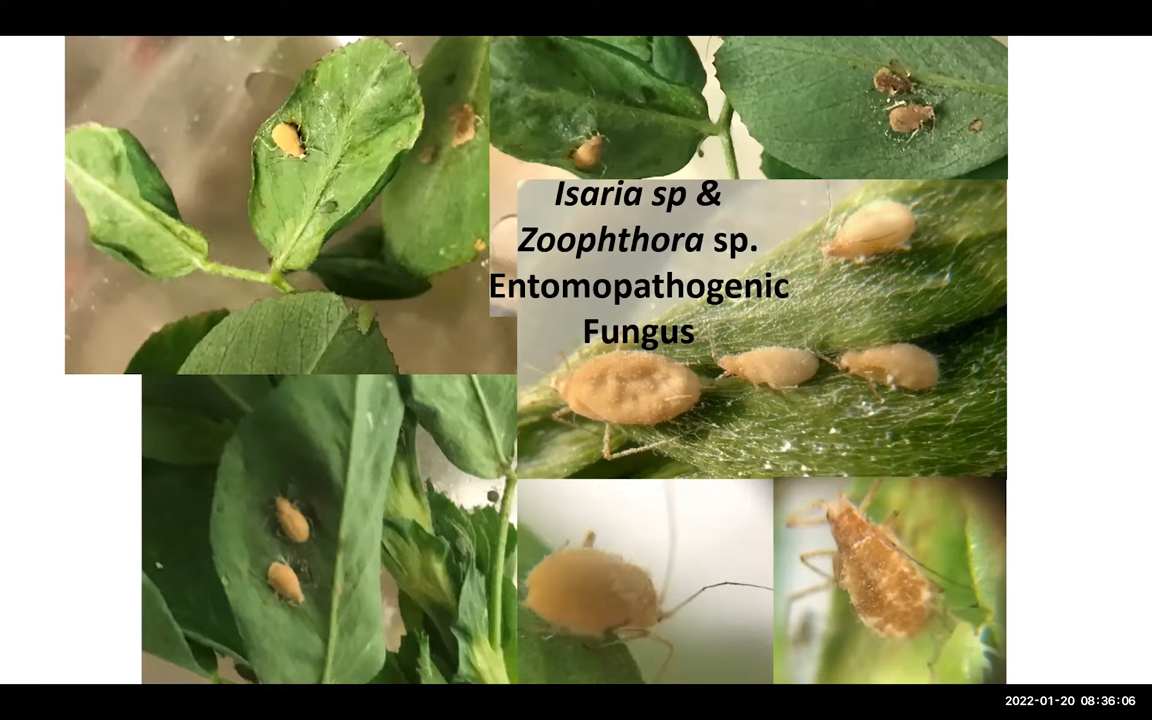 Isaria sp &
Zoophthora sp.
Entomopathogenic
Fungus
2022-01-20 08:36:06